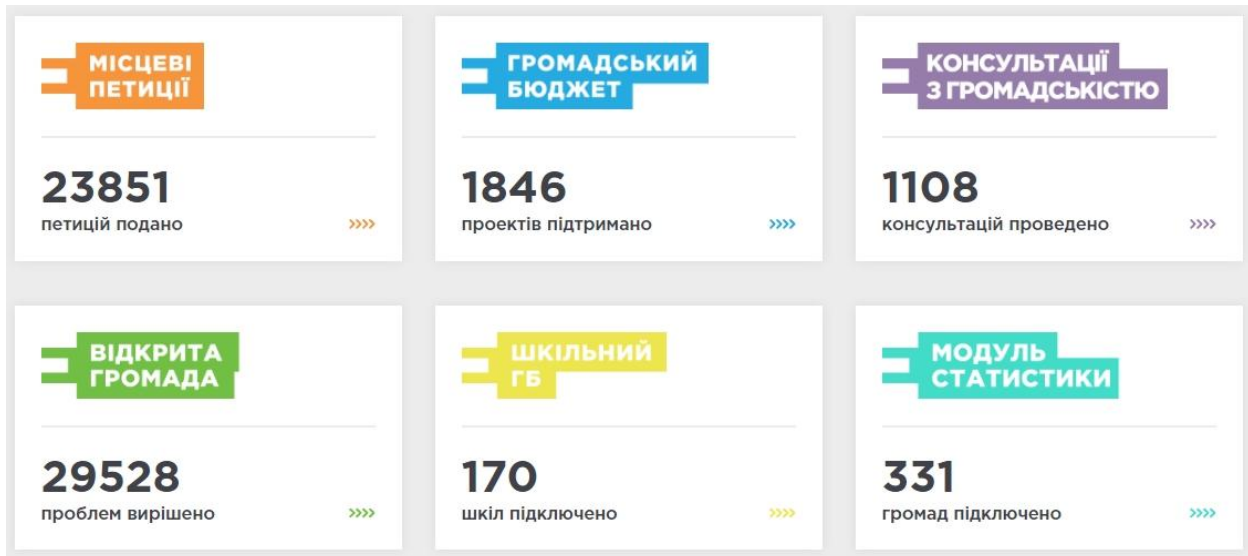 МІСЦЕВІ
ПЕТИЦІЇ
23851
петицій подано
ГРОМАДСЬКИЙ
БЮДЖЕТ
1846
проектів підтримано
КОНСУЛЬТАЦІЇ
З ГРОМАДСЬКІСТЮ
1108
консультацій проведено
ВІДКРИТА
ГРОМАДА
29528
проблем вирішено
ШКІЛЬНИЙ
ГБ
170
шкіл підключено
МОДУЛЬ
СТАТИСТИКИ
331
громад підключено